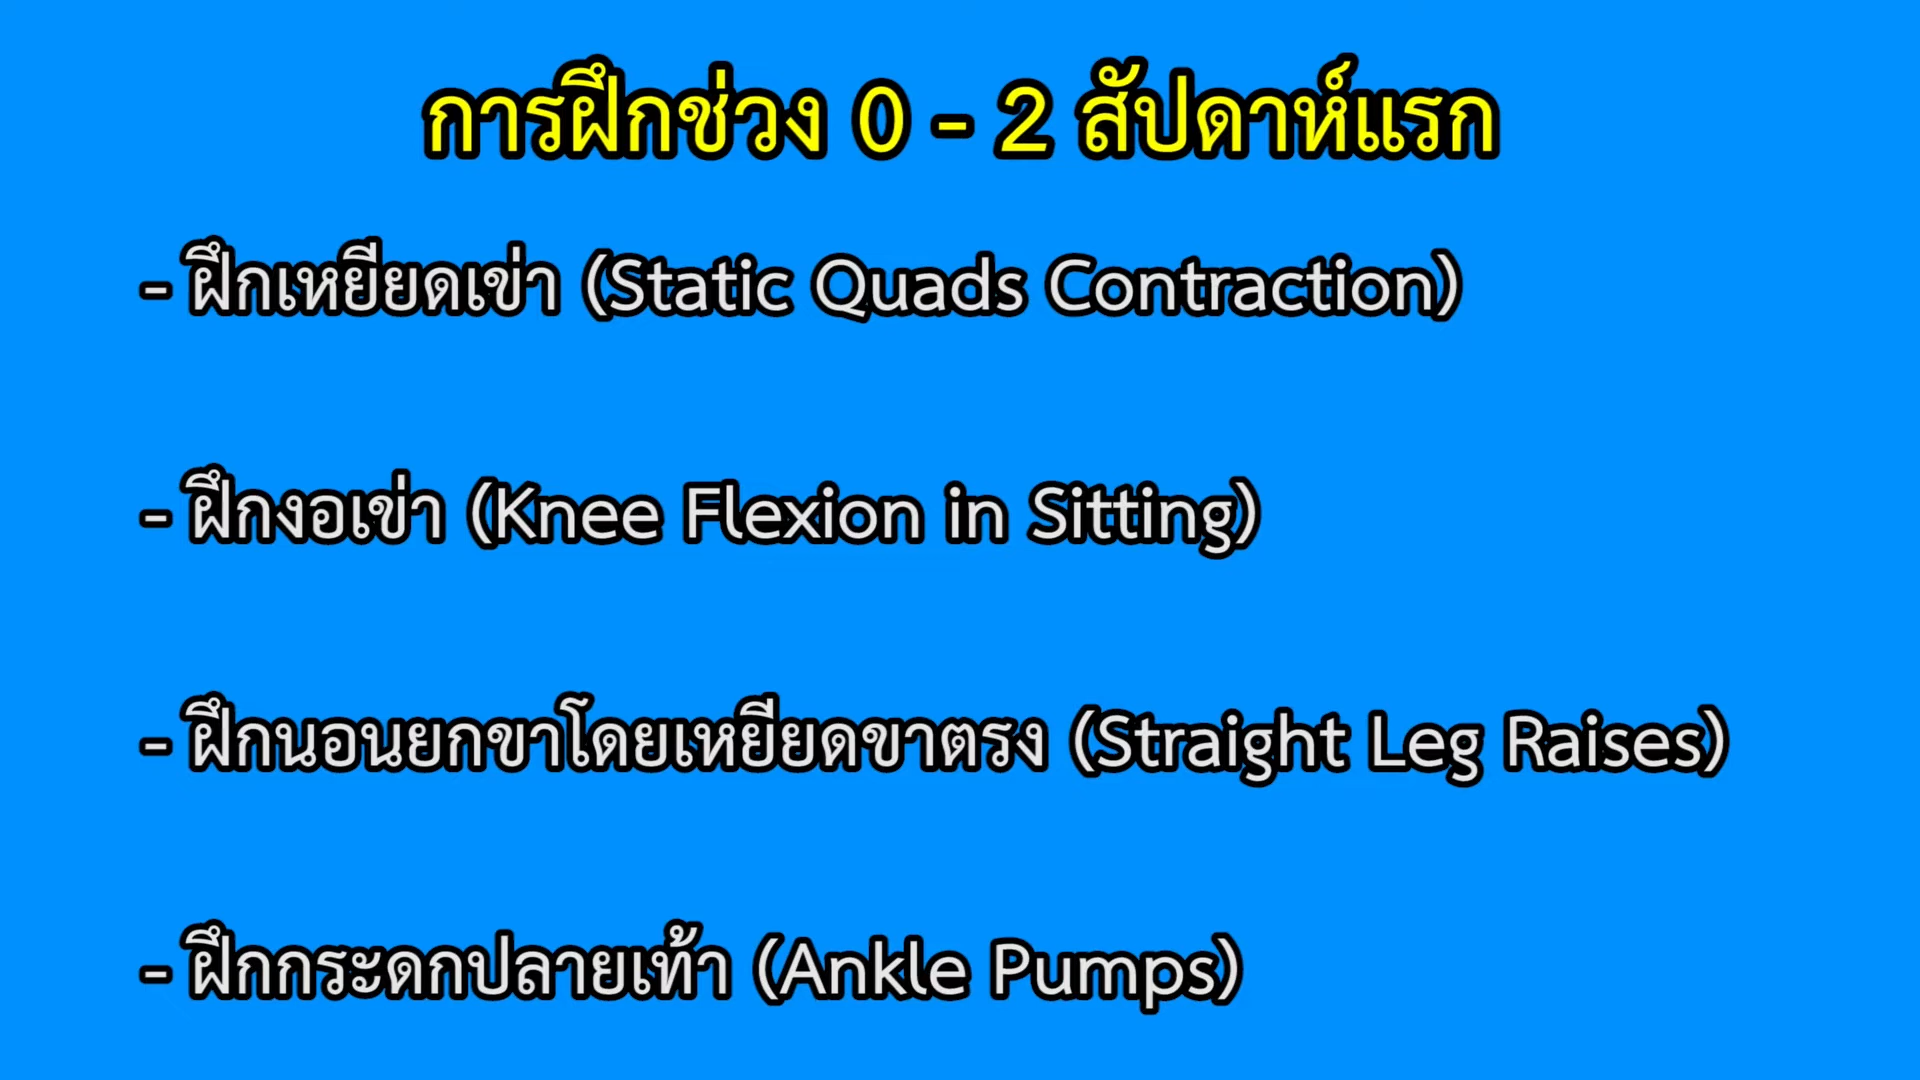 การฝึกช่วง 0 - 2 สัปดาห์แรก
- ฝึกเหยียดเข่า (Static Quads Contraction)
- ฝึกงอเข่า (Knee Flexion in Sitting)
- ฝึกนอนยกขาโดยเหยียดขาตรง (Straight Leg Raises)
- ฝึกกระดกปลายเท้า (Ankle Pumps)